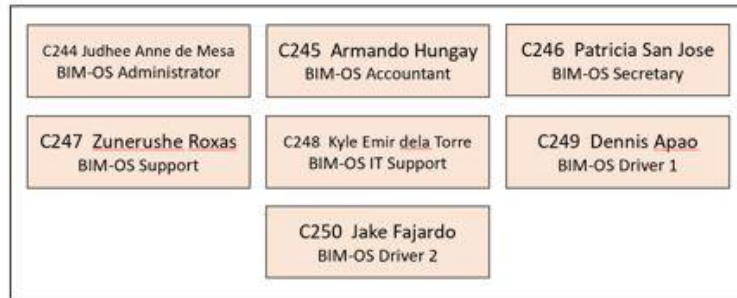 C244 Judhee Anne de Mesa
BIM-OS Administrator
C245 Armando Hungay
BIM-OS Accountant
C246 Patricia San Jose
BIM-OS Secretary
C247 Zunerushe Roxas
BIM-OS Support
C248 Kyle Emir dela Torre
BIM-OS IT Support
C249 Dennis Apao
BIM-OS Driver 1
C250 Jake Fajardo
BIM-OS Driver 2